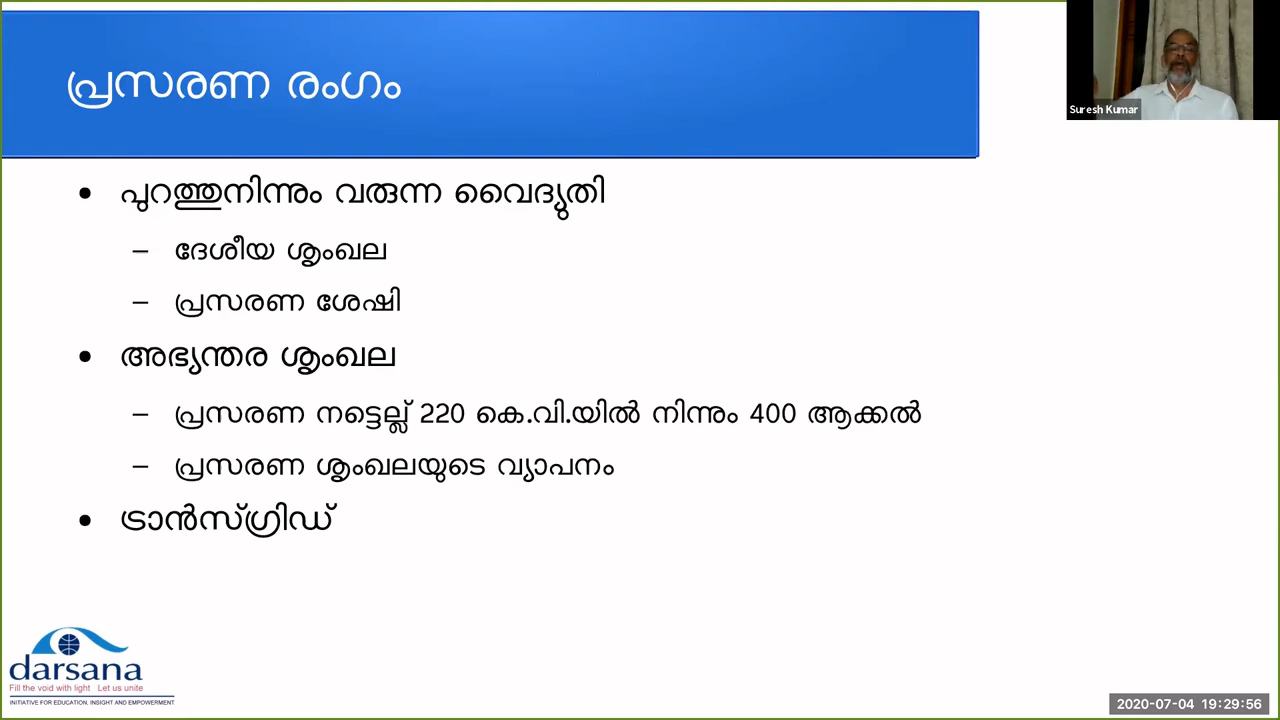 പ്രസരണ രംഗം
Suresh Kumar
• പുറത്തുനിന്നും വരുന്ന വൈദ്യുതി
– ദേശീയ ശൃംഖല
– പ്രസരണ ശേഷി
• അഭ്യന്തര ശൃംഖല
– പ്രസരണ നട്ടെല്ല് 220 കെ.വി.യിൽ നിന്നും 400 ആക്കൽ
– പ്രസരണ ശൃംഖലയുടെ വ്യാപനം
• ട്രാൻസ്ഗ്രിഡ്
darsana
Fill the void with light Let us unite
INITIATIVE FOR EDUCATION, INSIGHT AND EMPOWERMENT
2020-07-04 19:29:56